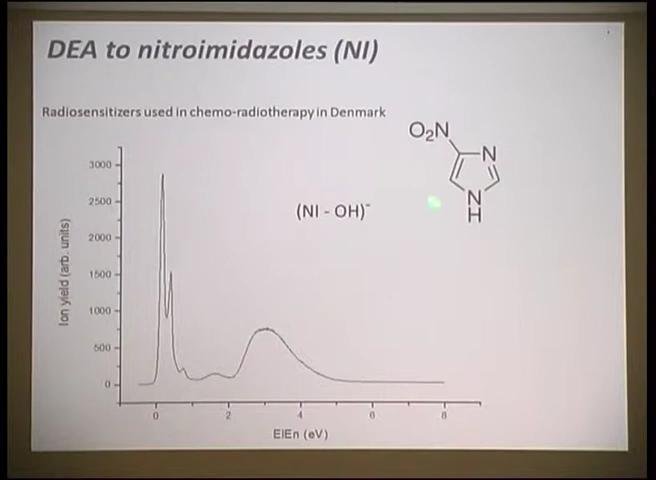 DEA to nitroimidazoles (NI)
Radiosensitizers used in chemo-radiotherapy in Denmark
O₂N
N
N
H
(NI - OH)⁻
Ion yield (arb. units)
3000
2500
2000
1500
1000
500
0
0 2 4 6 8
ElEn (eV)